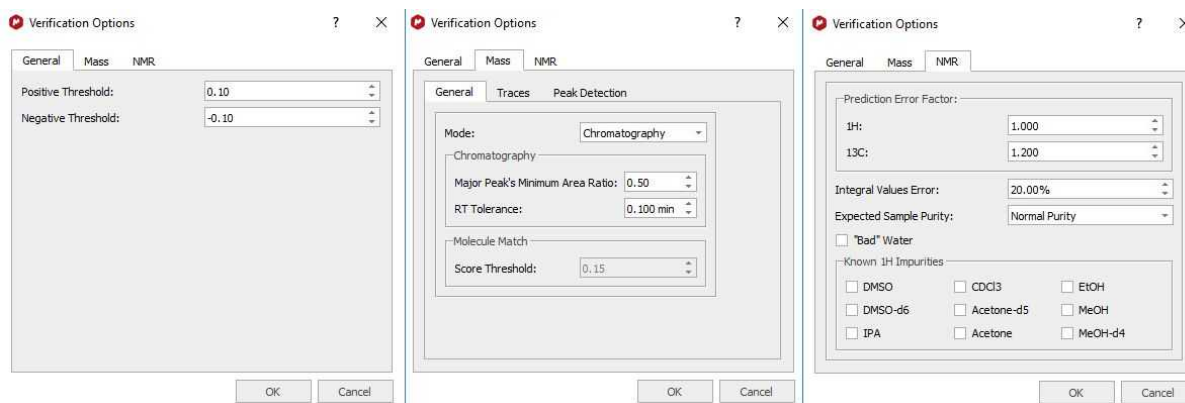 Verification Options ? X
General Mass NMR
Positive Threshold: 0.10
Negative Threshold: -0.10
OK Cancel
Verification Options ? X
General Mass NMR
General Traces Peak Detection
Mode: Chromatography
Chromatography
Major Peak's Minimum Area Ratio: 0.50
RT Tolerance: 0.100 min
Molecule Match
Score Threshold: 0.15
OK Cancel
Verification Options ? X
General Mass NMR
Prediction Error Factor:
1H: 1.000
13C: 1.200
Integral Values Error: 20.00%
Expected Sample Purity: Normal Purity
"Bad" Water
Known 1H Impurities
DMSO CDCl3 EtOH
DMSO-d6 Acetone-d5 MeOH
IPA Acetone MeOH-d4
OK Cancel